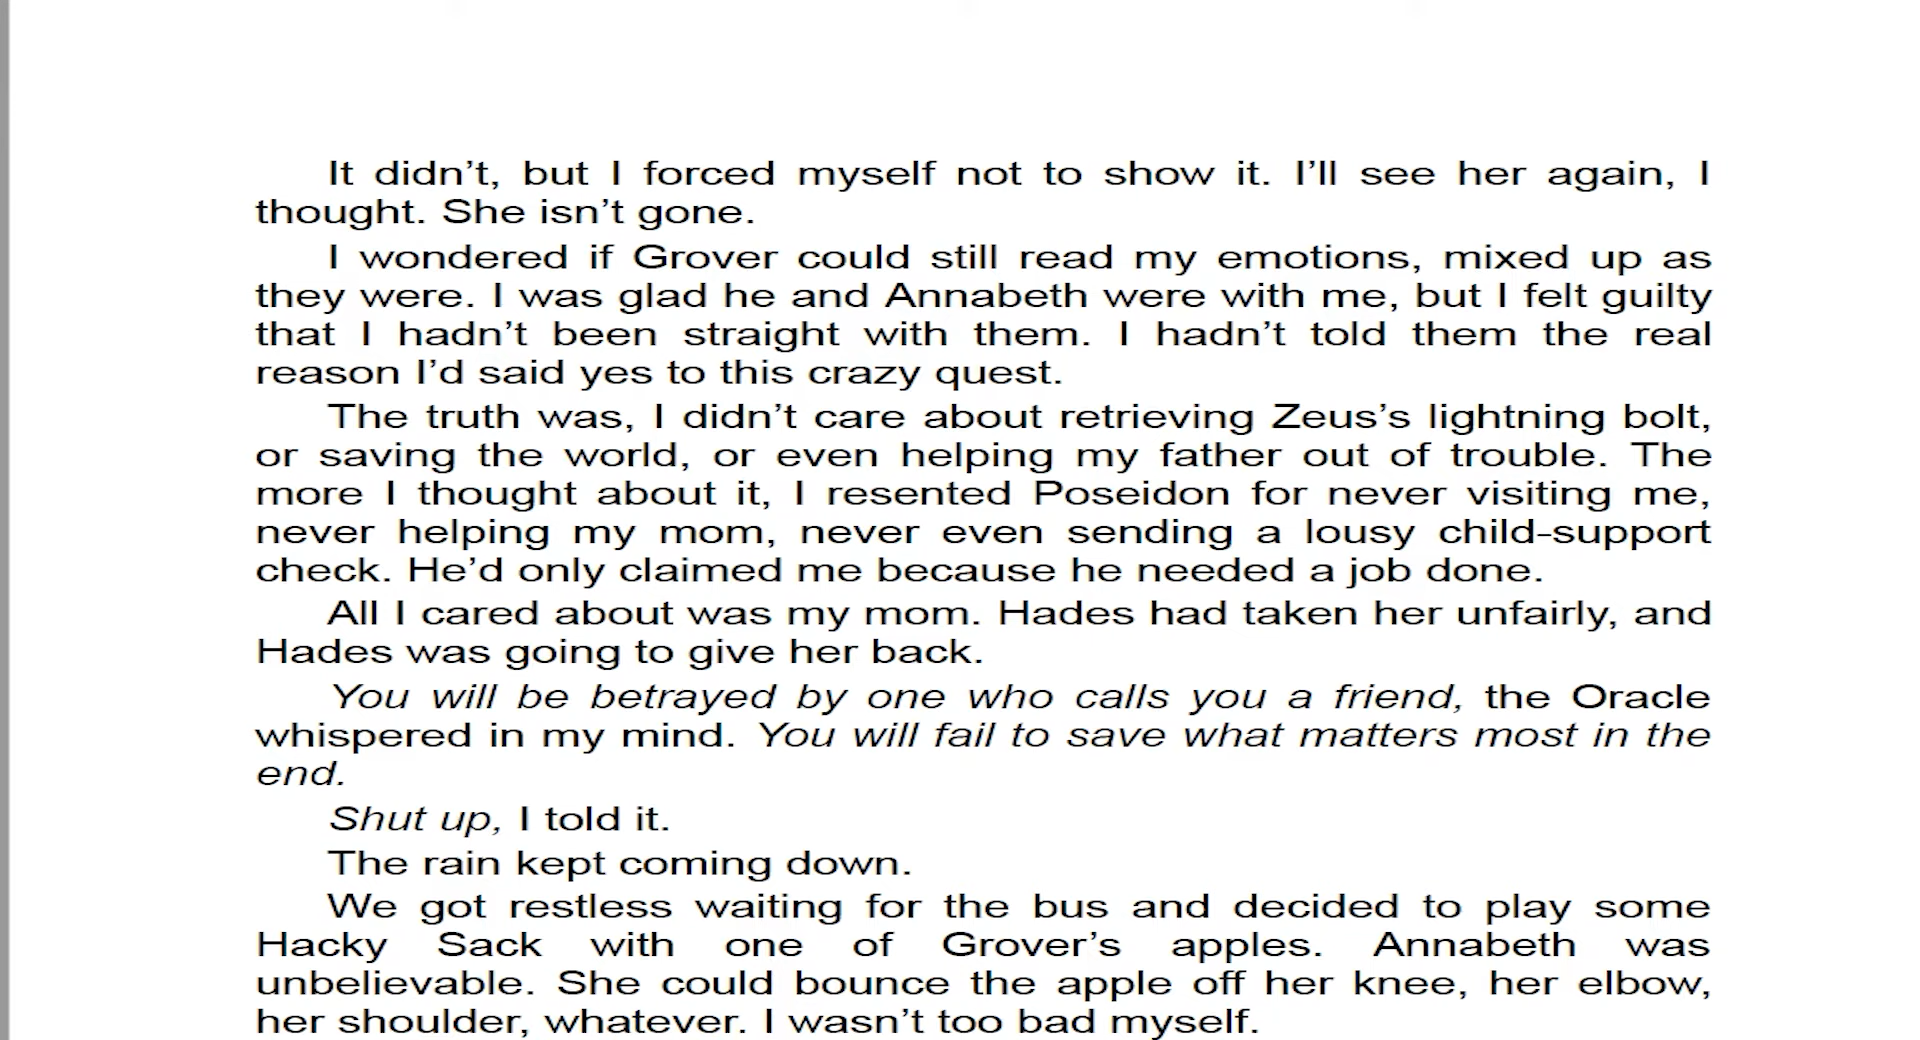 It didn’t, but I forced myself not to show it. I’ll see her again, I
thought. She isn’t gone.
I wondered if Grover could still read my emotions, mixed up as
they were. I was glad he and Annabeth were with me, but I felt guilty
that I hadn’t been straight with them. I hadn’t told them the real
reason I’d said yes to this crazy quest.
The truth was, I didn’t care about retrieving Zeus’s lightning bolt,
or saving the world, or even helping my father out of trouble. The
more I thought about it, I resented Poseidon for never visiting me,
never helping my mom, never even sending a lousy child-support
check. He’d only claimed me because he needed a job done.
All I cared about was my mom. Hades had taken her unfairly, and
Hades was going to give her back.
You will be betrayed by one who calls you a friend, the Oracle
whispered in my mind. You will fail to save what matters most in the
end.
Shut up, I told it.
The rain kept coming down.
We got restless waiting for the bus and decided to play some
Hacky Sack with one of Grover’s apples. Annabeth was
unbelievable. She could bounce the apple off her knee, her elbow,
her shoulder, whatever. I wasn’t too bad myself.